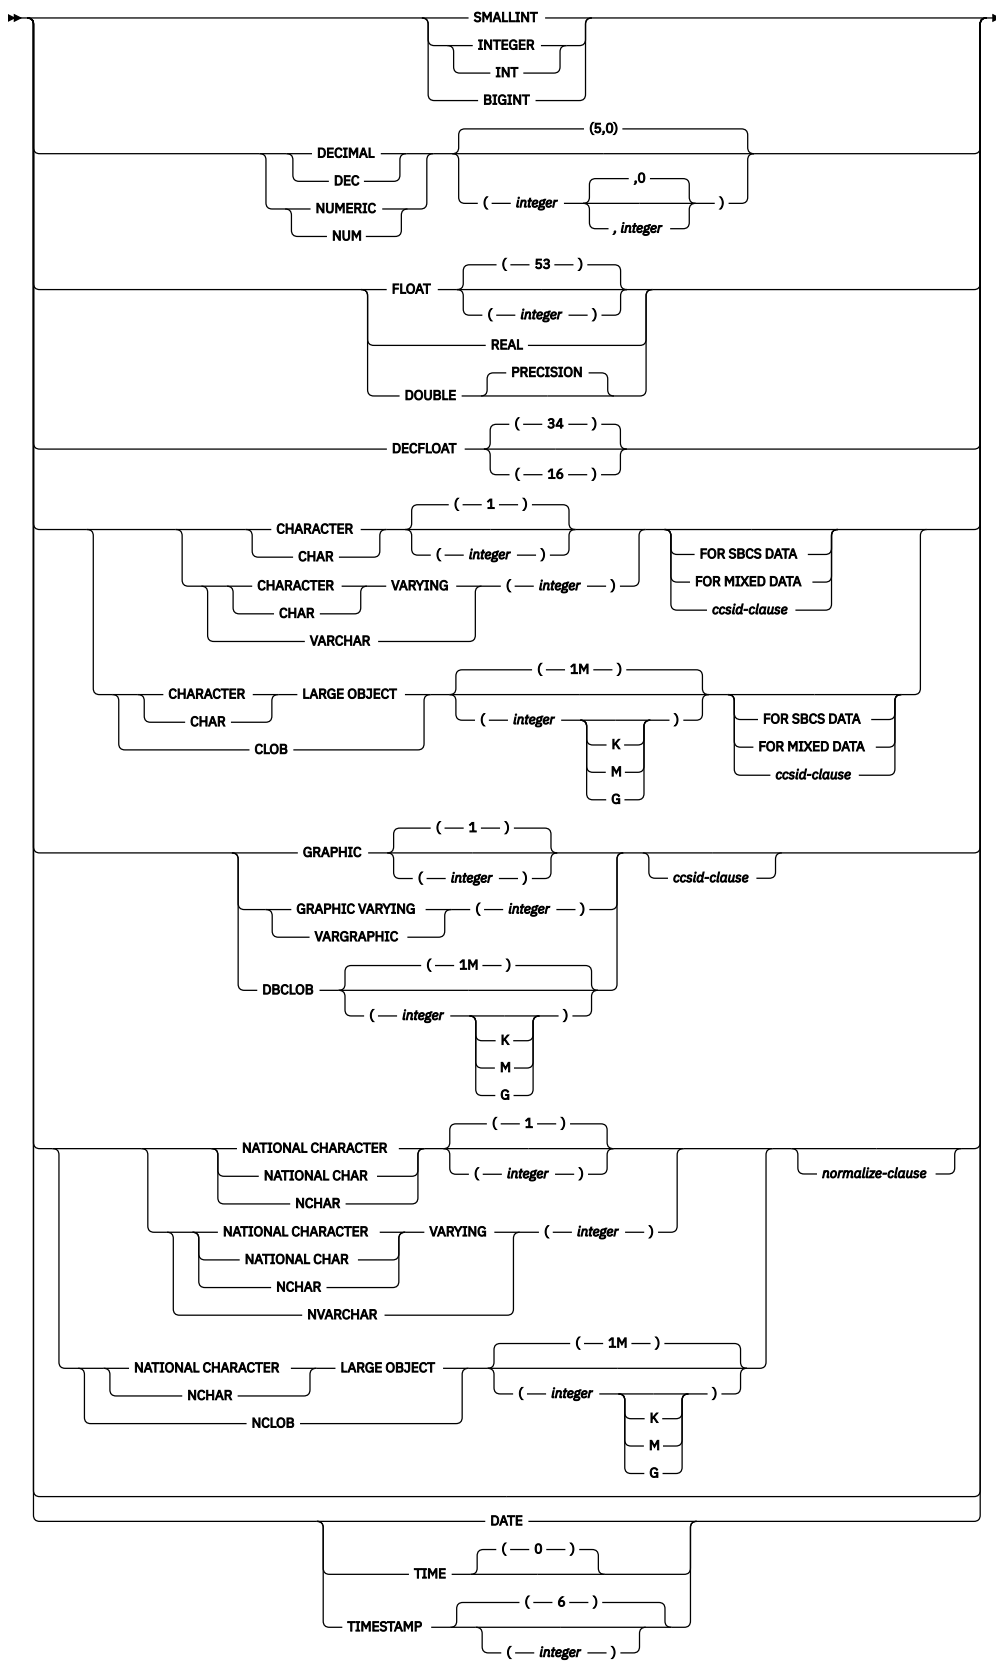 SMALLINT
INTEGER
INT
BIGINT
(5,0)
DECIMAL
DEC
,0
( integer )
NUMERIC
, integer
NUM
( 53 )
FLOAT
( integer )
REAL
PRECISION
DOUBLE
( 34 )
DECFLOAT
( 16 )
( 1 )
CHARACTER
( integer ) FOR SBCS DATA
CHAR
FOR MIXED DATA
CHARACTER VARYING ( integer )
ccsid-clause
CHAR
VARCHAR
( 1M )
CHARACTER LARGE OBJECT
( integer ) FOR SBCS DATA
CHAR
K FOR MIXED DATA
CLOB
M ccsid-clause
G
( 1 )
GRAPHIC
( integer ) ccsid-clause
GRAPHIC VARYING ( integer )
VARGRAPHIC
( 1M )
DBCLOB
( integer )
K
M
G
( 1 )
NATIONAL CHARACTER
NATIONAL CHAR ( integer ) normalize-clause
NCHAR
NATIONAL CHARACTER VARYING ( integer )
NATIONAL CHAR
NCHAR
NVARCHAR
( 1M )
NATIONAL CHARACTER LARGE OBJECT
NCHAR ( integer )
K
NCLOB
M
G
DATE
( 0 )
TIME
( 6 )
TIMESTAMP
( integer )